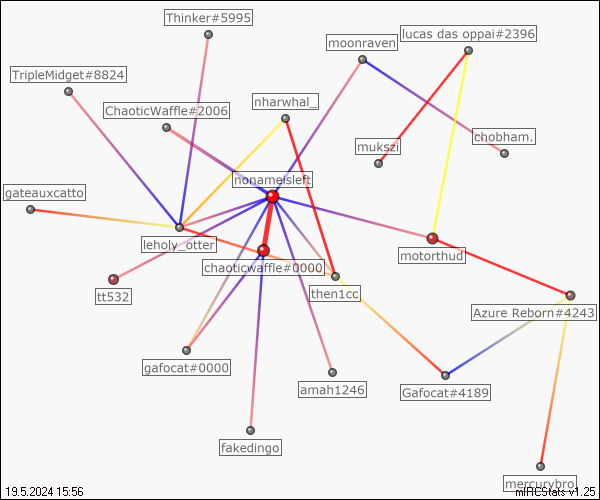 Thinker#5995
lucas das oppai#2396
moonraven
TripleMidget#8824
nharwhal_
ChaoticWaffle#2006
chobham.
mukszi
nonameisleft
gateauxcatto
leholy_otter
motorthud
chaoticwaffle#0000
then1cc
tt532
Azure Reborn#4243
gafocat#0000
amah1246
Gafocat#4189
fakedingo
mercurybro
19.5.2024 15:56
mIRCStats v1.25